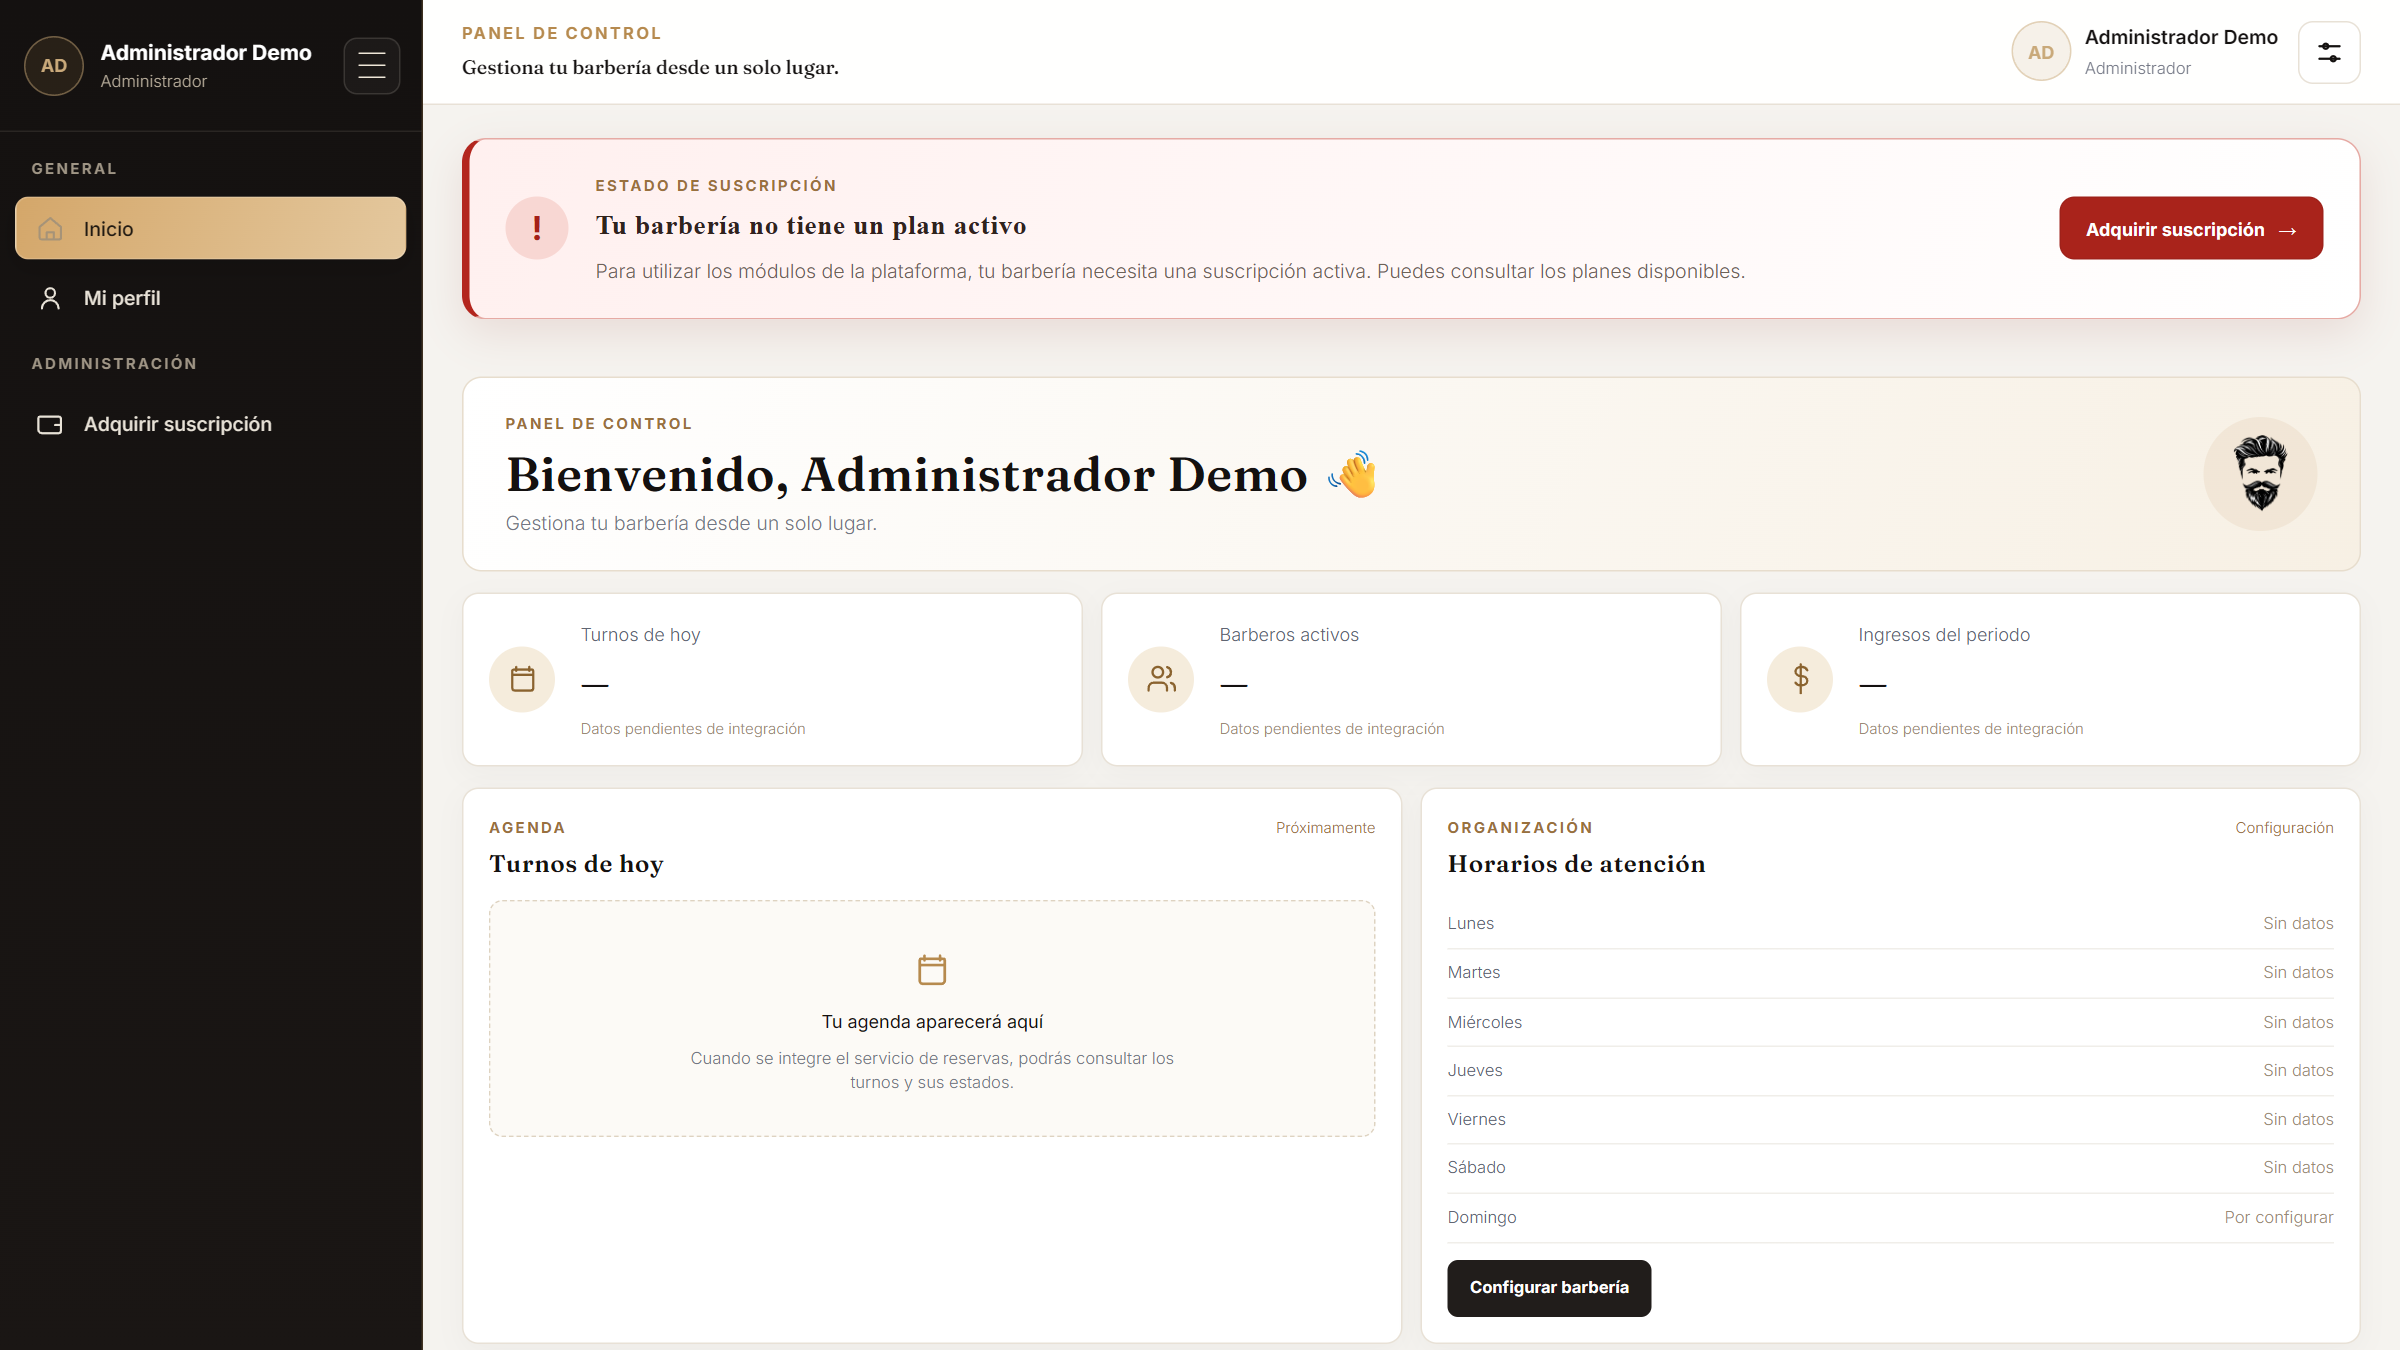 AD
Administrador Demo
Administrador
GENERAL
Inicio
Mi perfil
ADMINISTRACIÓN
Adquirir suscripción
PANEL DE CONTROL
Gestiona tu barbería desde un solo lugar.
AD
Administrador Demo
Administrador
!
ESTADO DE SUSCRIPCIÓN
Tu barbería no tiene un plan activo
Para utilizar los módulos de la plataforma, tu barbería necesita una suscripción activa. Puedes consultar los planes disponibles.
Adquirir suscripción →
PANEL DE CONTROL
Bienvenido, Administrador Demo 👋
Gestiona tu barbería desde un solo lugar.
Turnos de hoy
—
Datos pendientes de integración
Barberos activos
—
Datos pendientes de integración
Ingresos del periodo
—
Datos pendientes de integración
AGENDA
Próximamente
Turnos de hoy
Tu agenda aparecerá aquí
Cuando se integre el servicio de reservas, podrás consultar los
turnos y sus estados.
ORGANIZACIÓN
Configuración
Horarios de atención
Lunes Sin datos
Martes Sin datos
Miércoles Sin datos
Jueves Sin datos
Viernes Sin datos
Sábado Sin datos
Domingo Por configurar
Configurar barbería